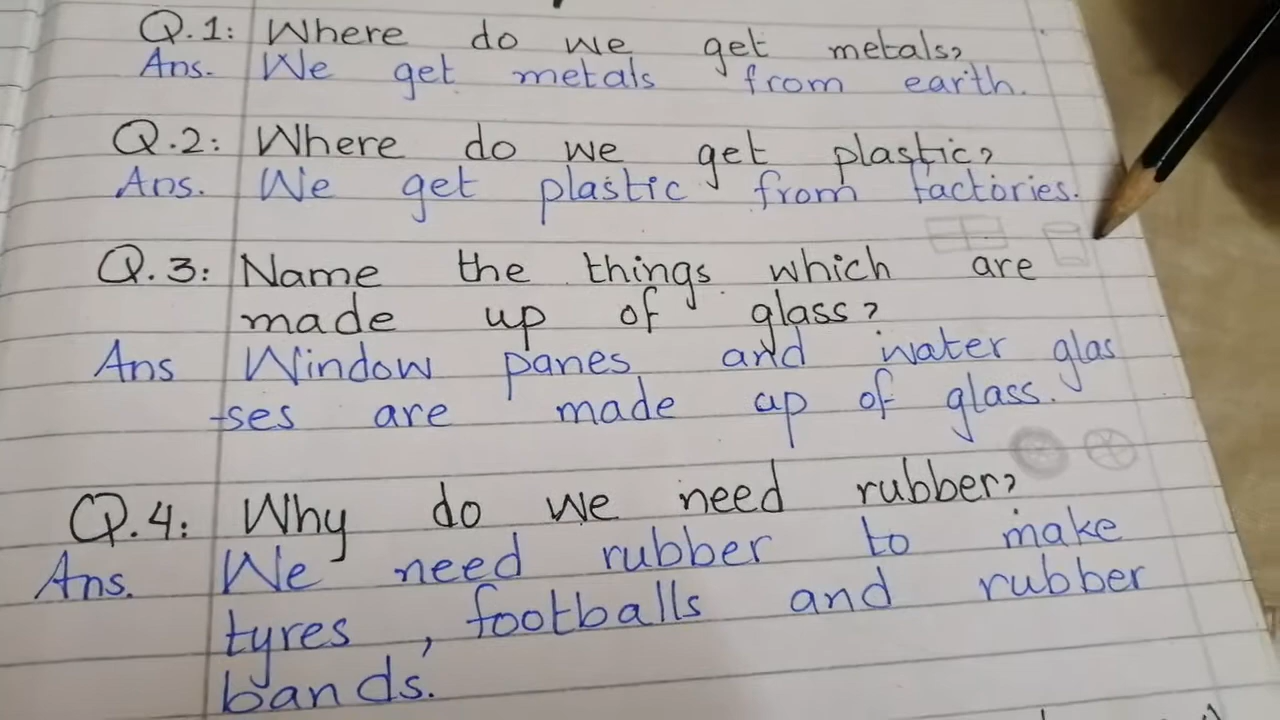 Q.1: Where do we get metals?
Ans. We get metals from earth.
Q.2: Where do we get plastic?
Ans. We get plastic from factories.
Q.3: Name the things which are
made up of glass?
Ans Window panes and water glas
-ses are made up of glass.
Q.4: Why do we need rubber?
Ans. We need rubber to make
tyres , footballs and rubber
bands.